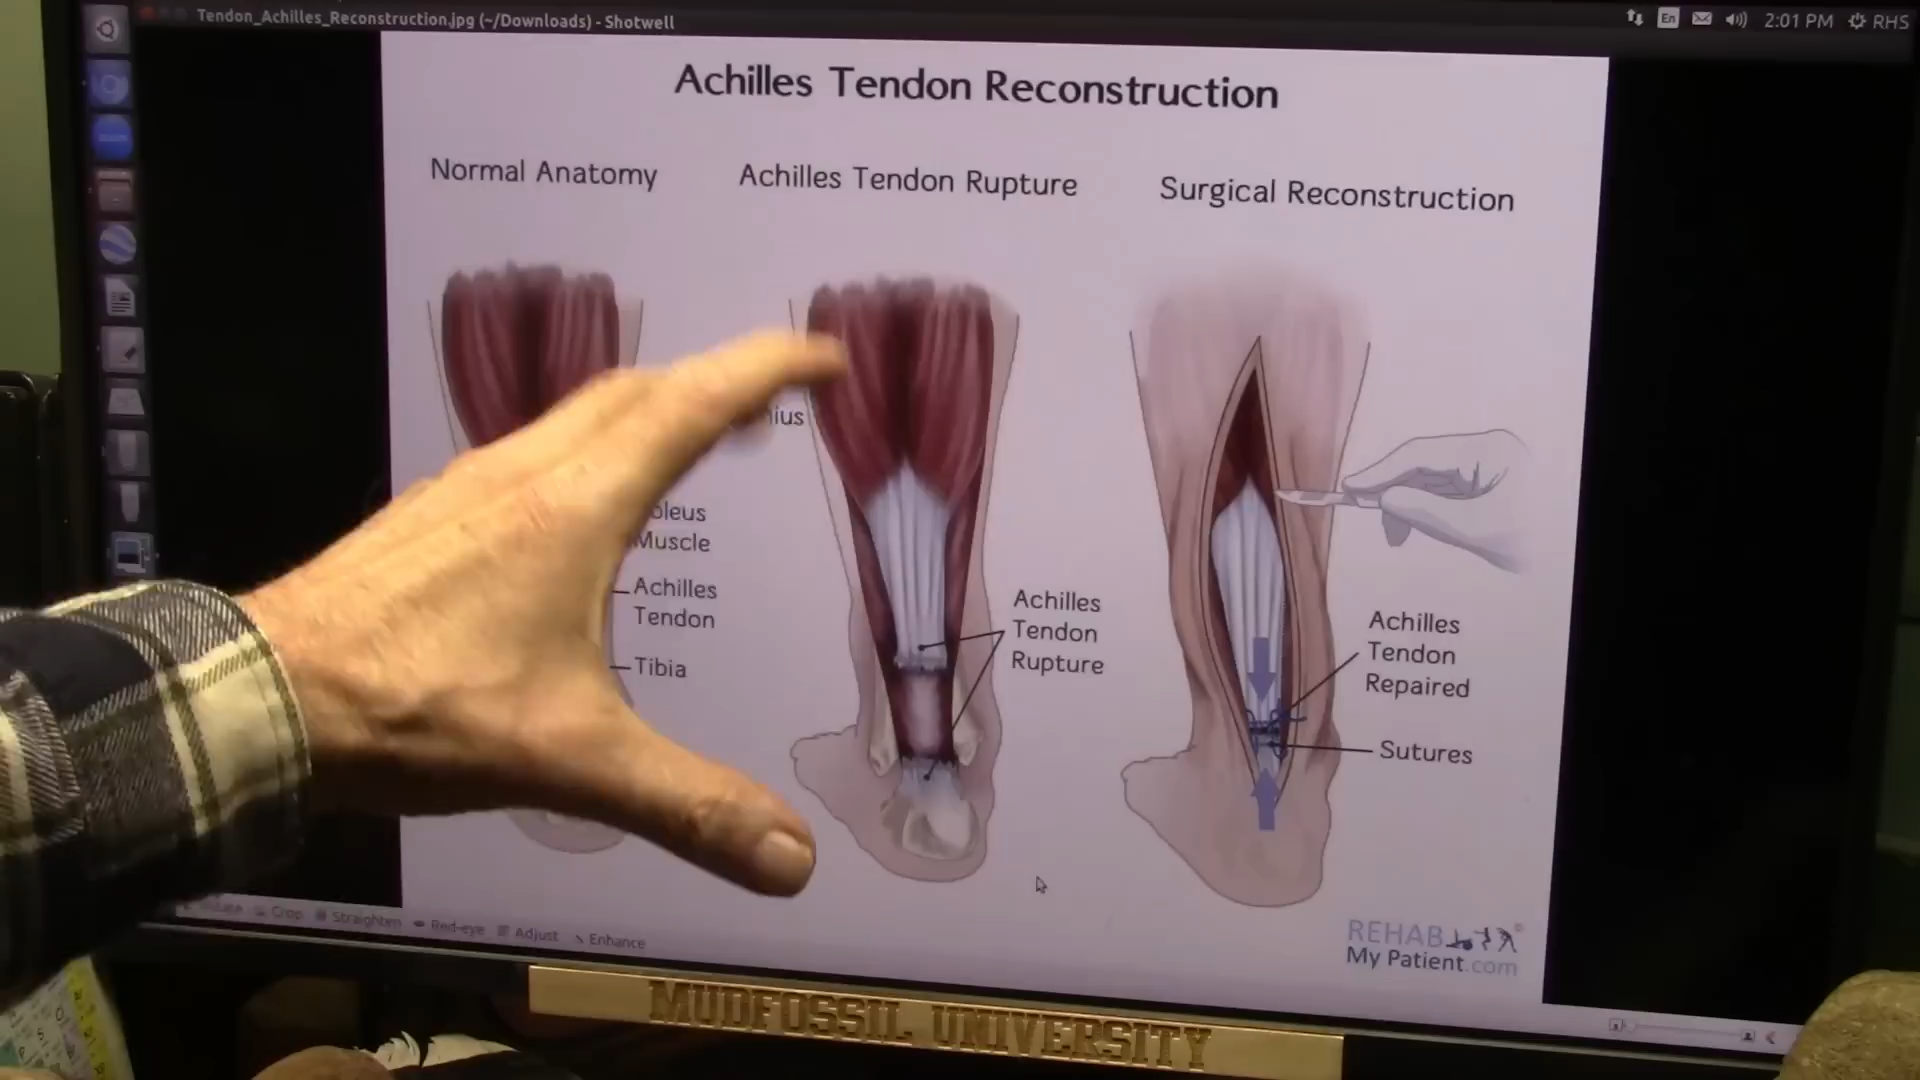 Tendon_Achilles_Reconstruction.jpg (~/Downloads) - Shotwell
En
2:01 PM
RHS
Achilles Tendon Reconstruction
Normal Anatomy
Achilles Tendon Rupture
Surgical Reconstruction
Muscle
Achilles
Tendon
Tibia
Achilles
Tendon
Rupture
Achilles
Tendon
Repaired
Sutures
REHAB
My Patient.com
Crop
Straighten
Red-eye
Adjust
Enhance
MUDFOSSIL UNIVERSITY